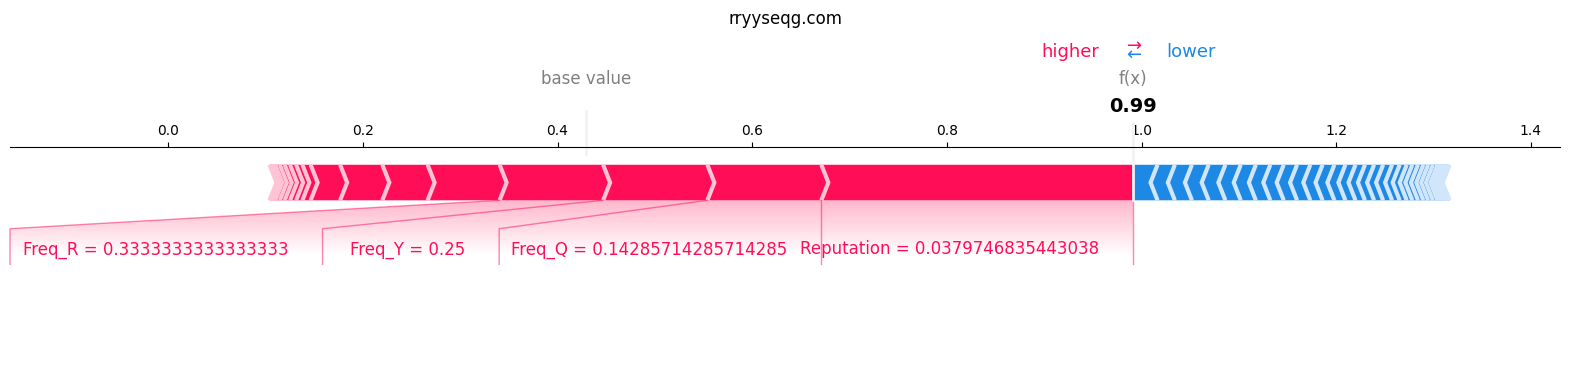 rryyseqg.com
higher ⇄ lower
base value f(x)
0.99
0.0 0.2 0.4 0.6 0.8 1.0 1.2 1.4
Freq_R = 0.3333333333333333 Freq_Y = 0.25 Freq_Q = 0.14285714285714285 Reputation = 0.0379746835443038